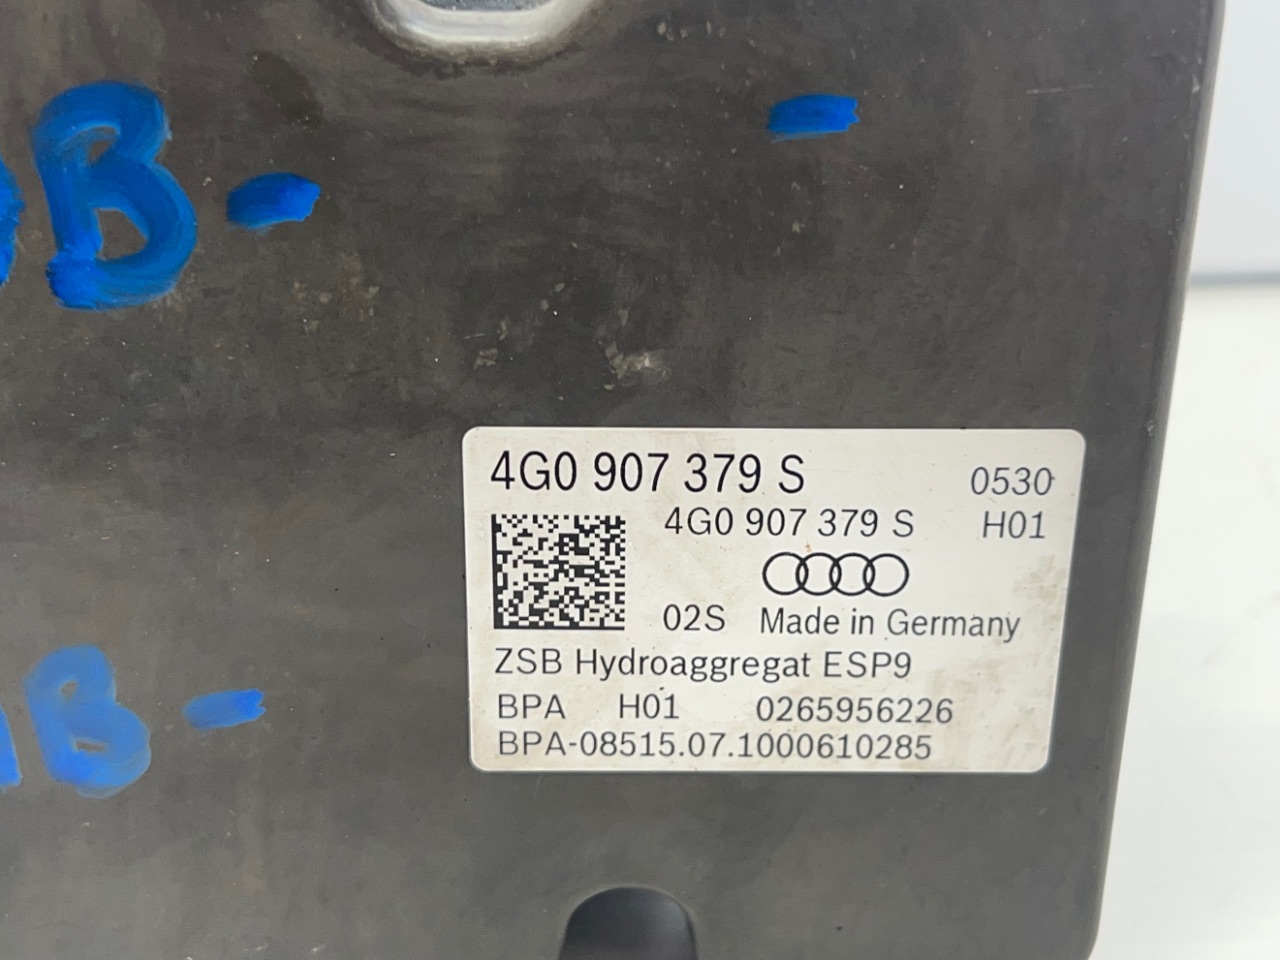 B-
-
4G0 907 379 S 0530
4G0 907 379 S H01
02S Made in Germany
ZSB Hydroaggregat ESP9
BPA H01 0265956226
BPA-08515.07.1000610285
B-